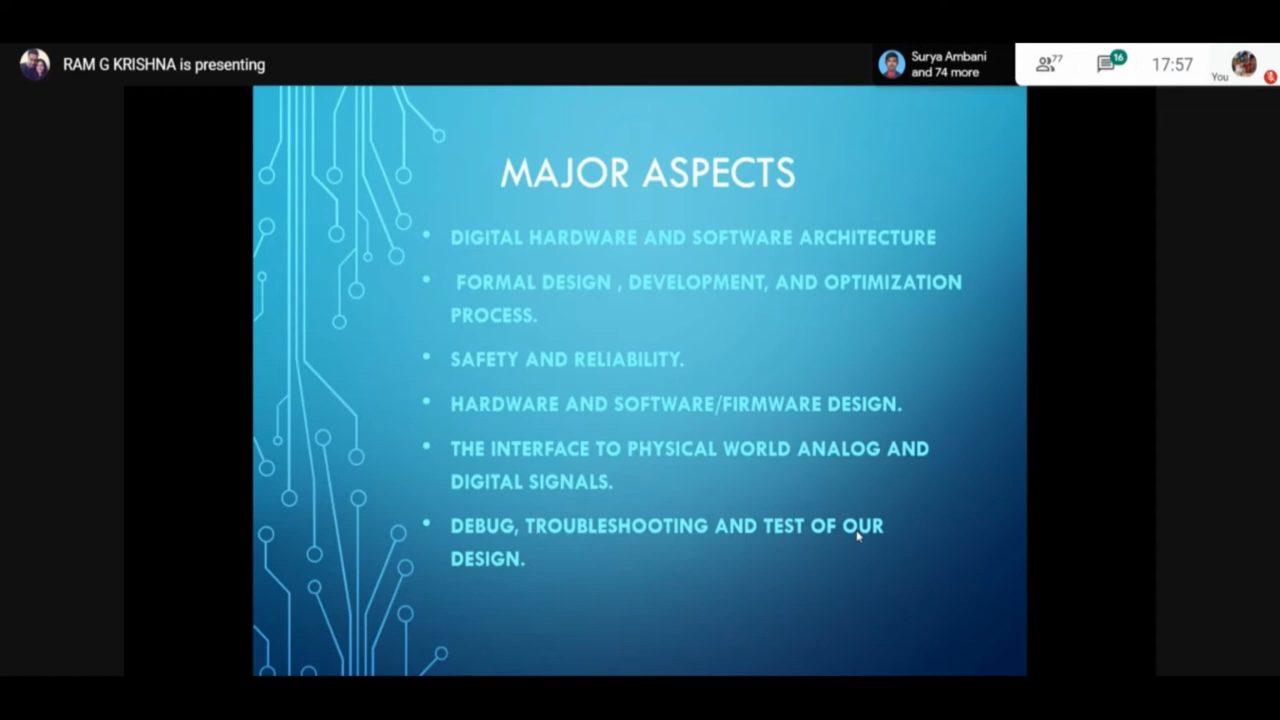 RAM G KRISHNA is presenting
Surya Ambani
and 74 more
77
16
17:57
You
MAJOR ASPECTS
• DIGITAL HARDWARE AND SOFTWARE ARCHITECTURE
• FORMAL DESIGN , DEVELOPMENT, AND OPTIMIZATION
PROCESS.
• SAFETY AND RELIABILITY.
• HARDWARE AND SOFTWARE/FIRMWARE DESIGN.
• THE INTERFACE TO PHYSICAL WORLD ANALOG AND
DIGITAL SIGNALS.
• DEBUG, TROUBLESHOOTING AND TEST OF OUR
DESIGN.